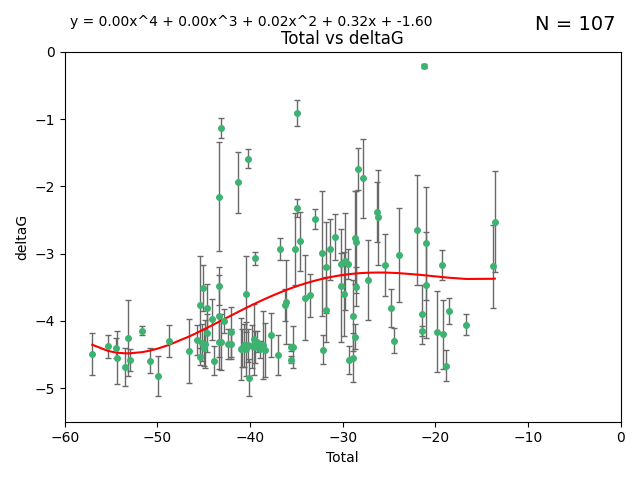 y = 0.00x^4 + 0.00x^3 + 0.02x^2 + 0.32x + -1.60
N = 107
Total vs deltaG
0
−1
−2
−3
−4
−5
deltaG
−60 −50 −40 −30 −20 −10 0
Total